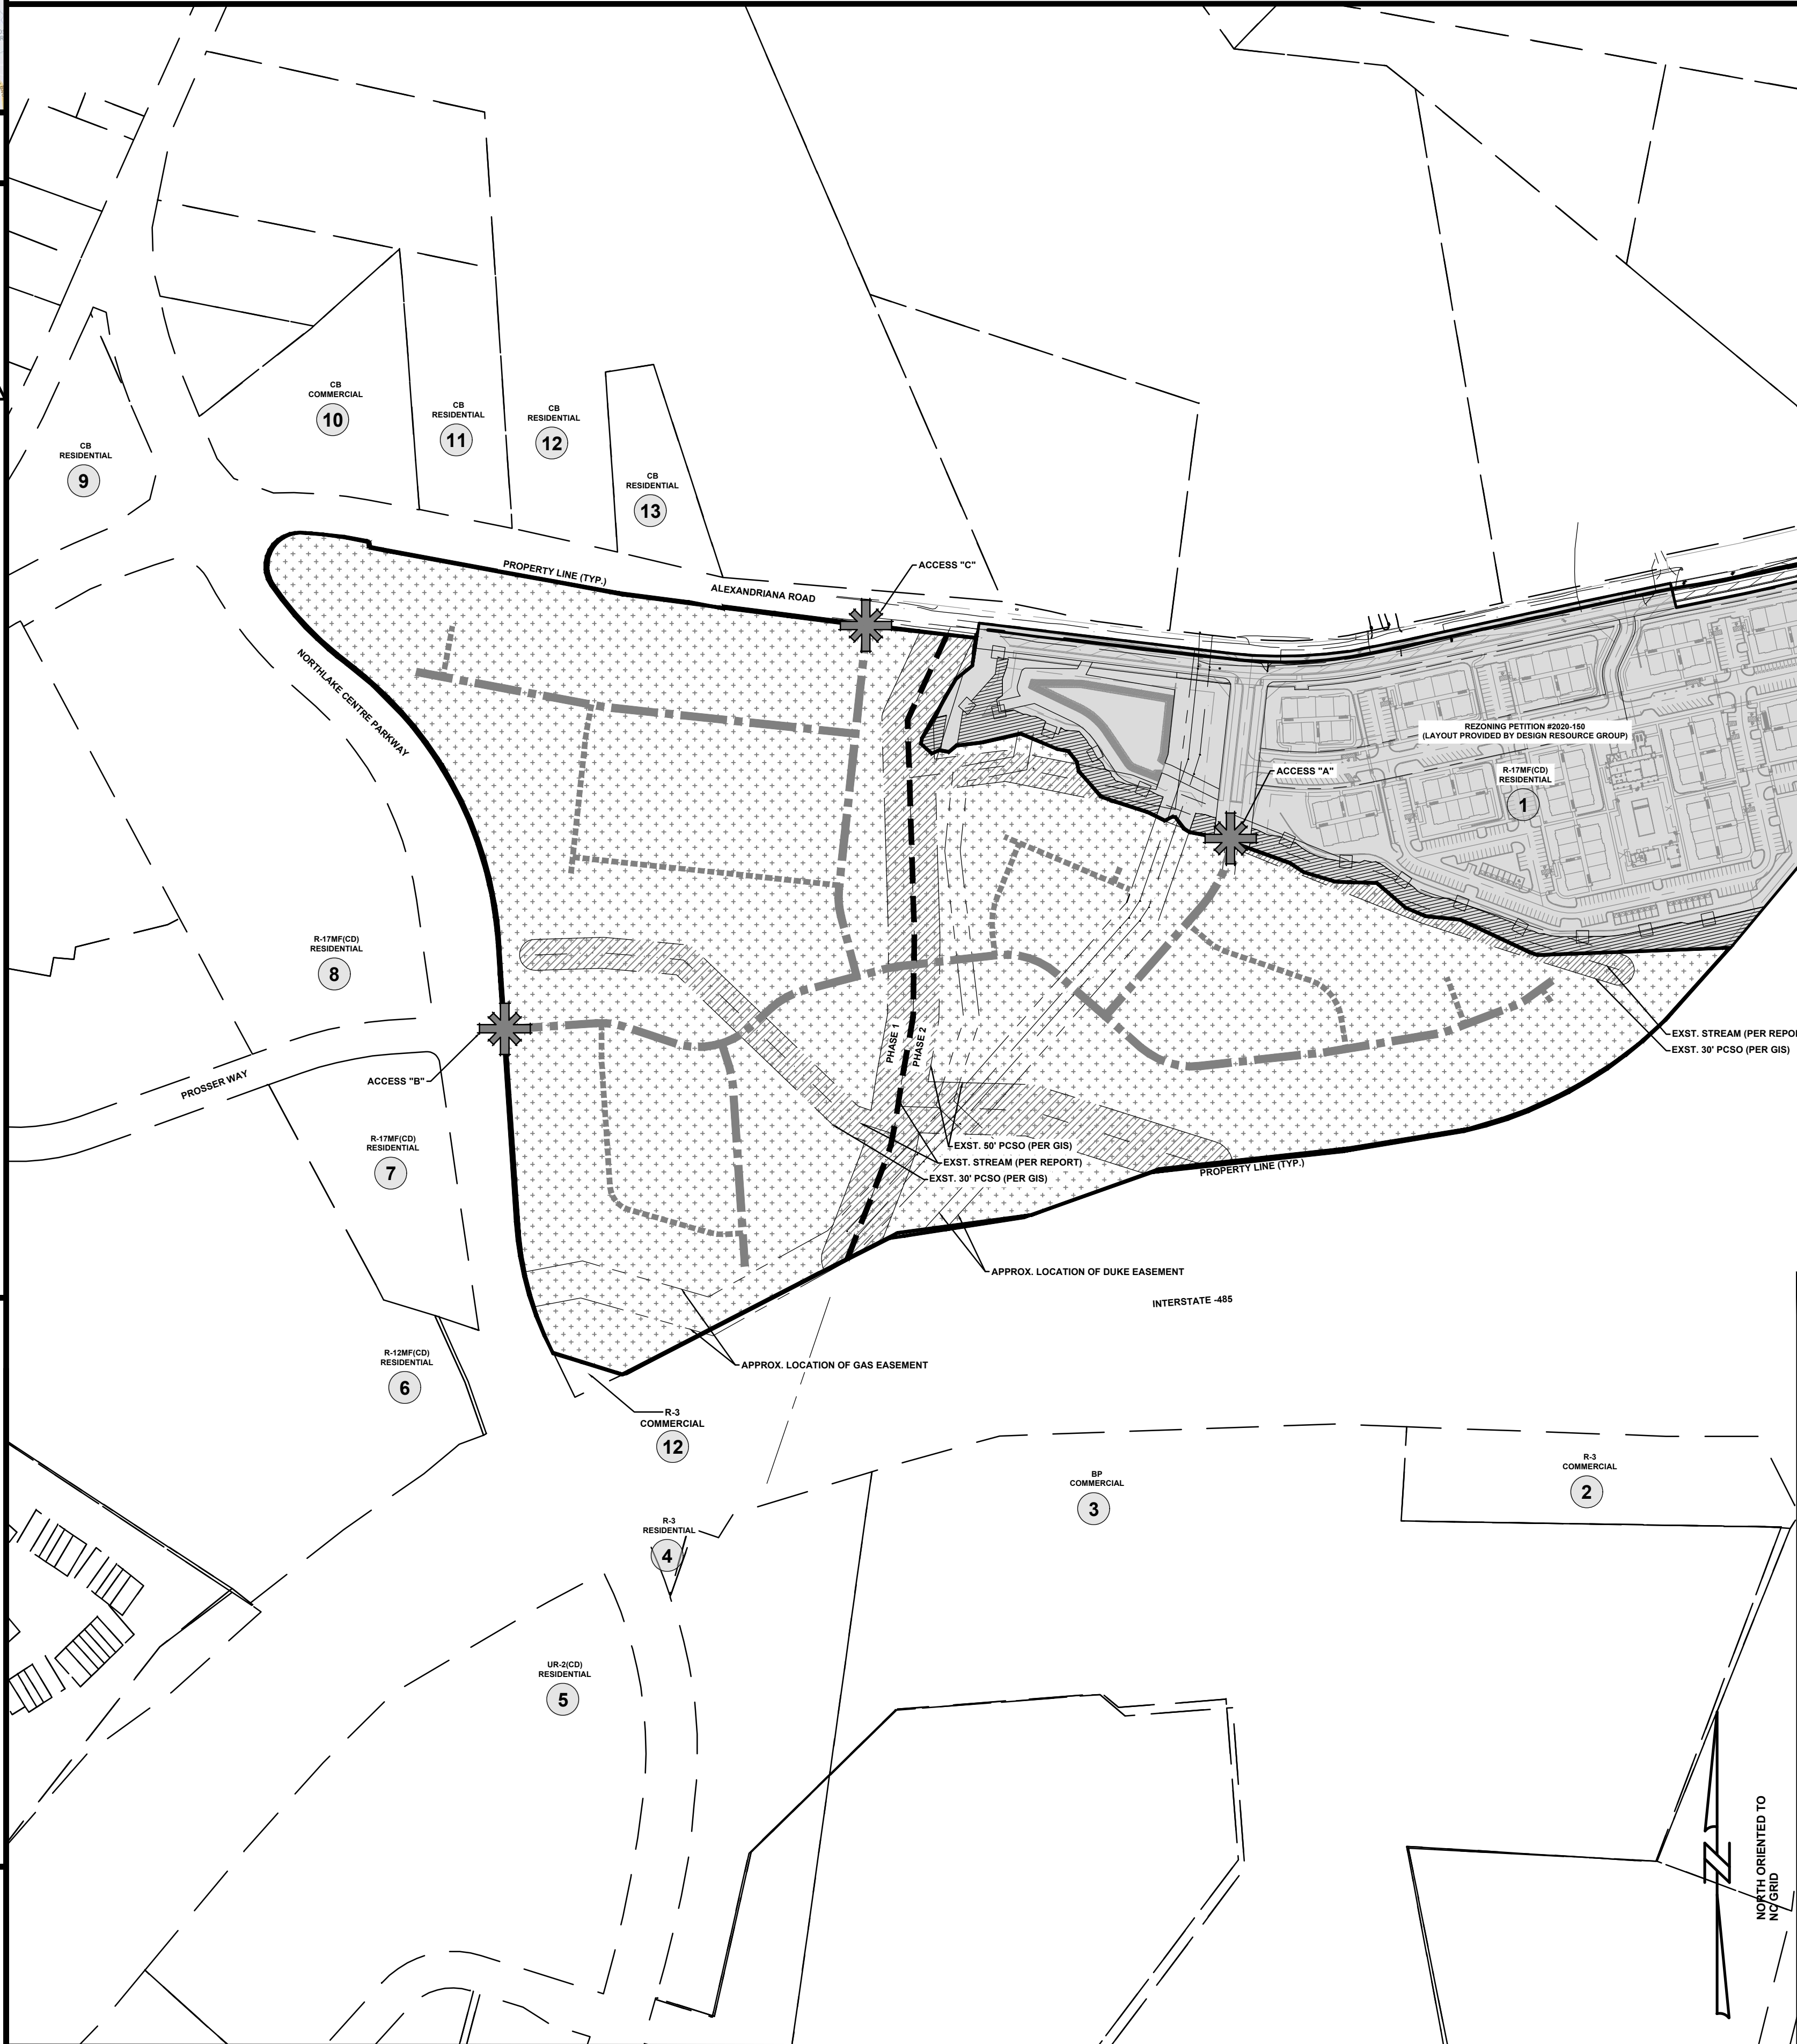 CB
COMMERCIAL
10
CB
RESIDENTIAL
11
CB
RESIDENTIAL
12
CB
RESIDENTIAL
9
CB
RESIDENTIAL
13
PROPERTY LINE (TYP.)
ALEXANDRIANA ROAD
ACCESS "C"
NORTHLAKE CENTRE PARKWAY
REZONING PETITION #2020-150
(LAYOUT PROVIDED BY DESIGN RESOURCE GROUP)
ACCESS "A"
R-17MF(CD)
RESIDENTIAL
1
R-17MF(CD)
RESIDENTIAL
8
PHASE 1
PHASE 2
EXST. STREAM (PER REPO
EXST. 30' PCSO (PER GIS)
ACCESS "B"
PROSSER WAY
R-17MF(CD)
RESIDENTIAL
7
EXST. 50' PCSO (PER GIS)
EXST. STREAM (PER REPORT)
EXST. 30' PCSO (PER GIS)
PROPERTY LINE (TYP.)
APPROX. LOCATION OF DUKE EASEMENT
INTERSTATE -485
R-12MF(CD)
RESIDENTIAL
6
APPROX. LOCATION OF GAS EASEMENT
R-3
COMMERCIAL
12
BP
COMMERCIAL
3
R-3
COMMERCIAL
2
R-3
RESIDENTIAL
4
UR-2(CD)
RESIDENTIAL
5
N
NORTH ORIENTED TO
NC GRID